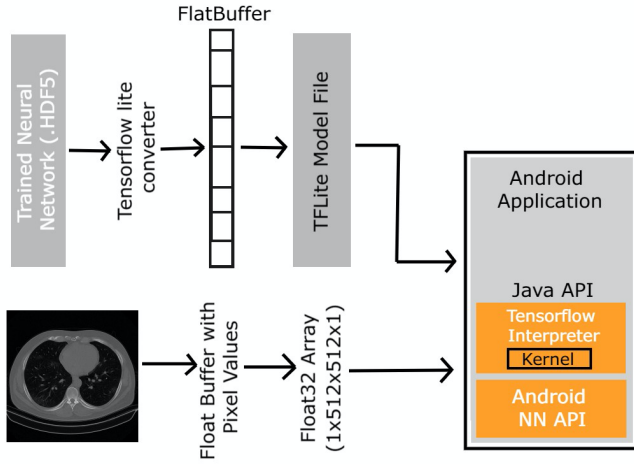 FlatBuffer
Trained Neural
Network (.HDF5)
Tensorflow lite
converter
TFLite Model File
Android
Application
Java API
Tensorflow
Interpreter
Kernel
Android
NN API
Float Buffer with
Pixel Values
Float32 Array
(1x512x512x1)